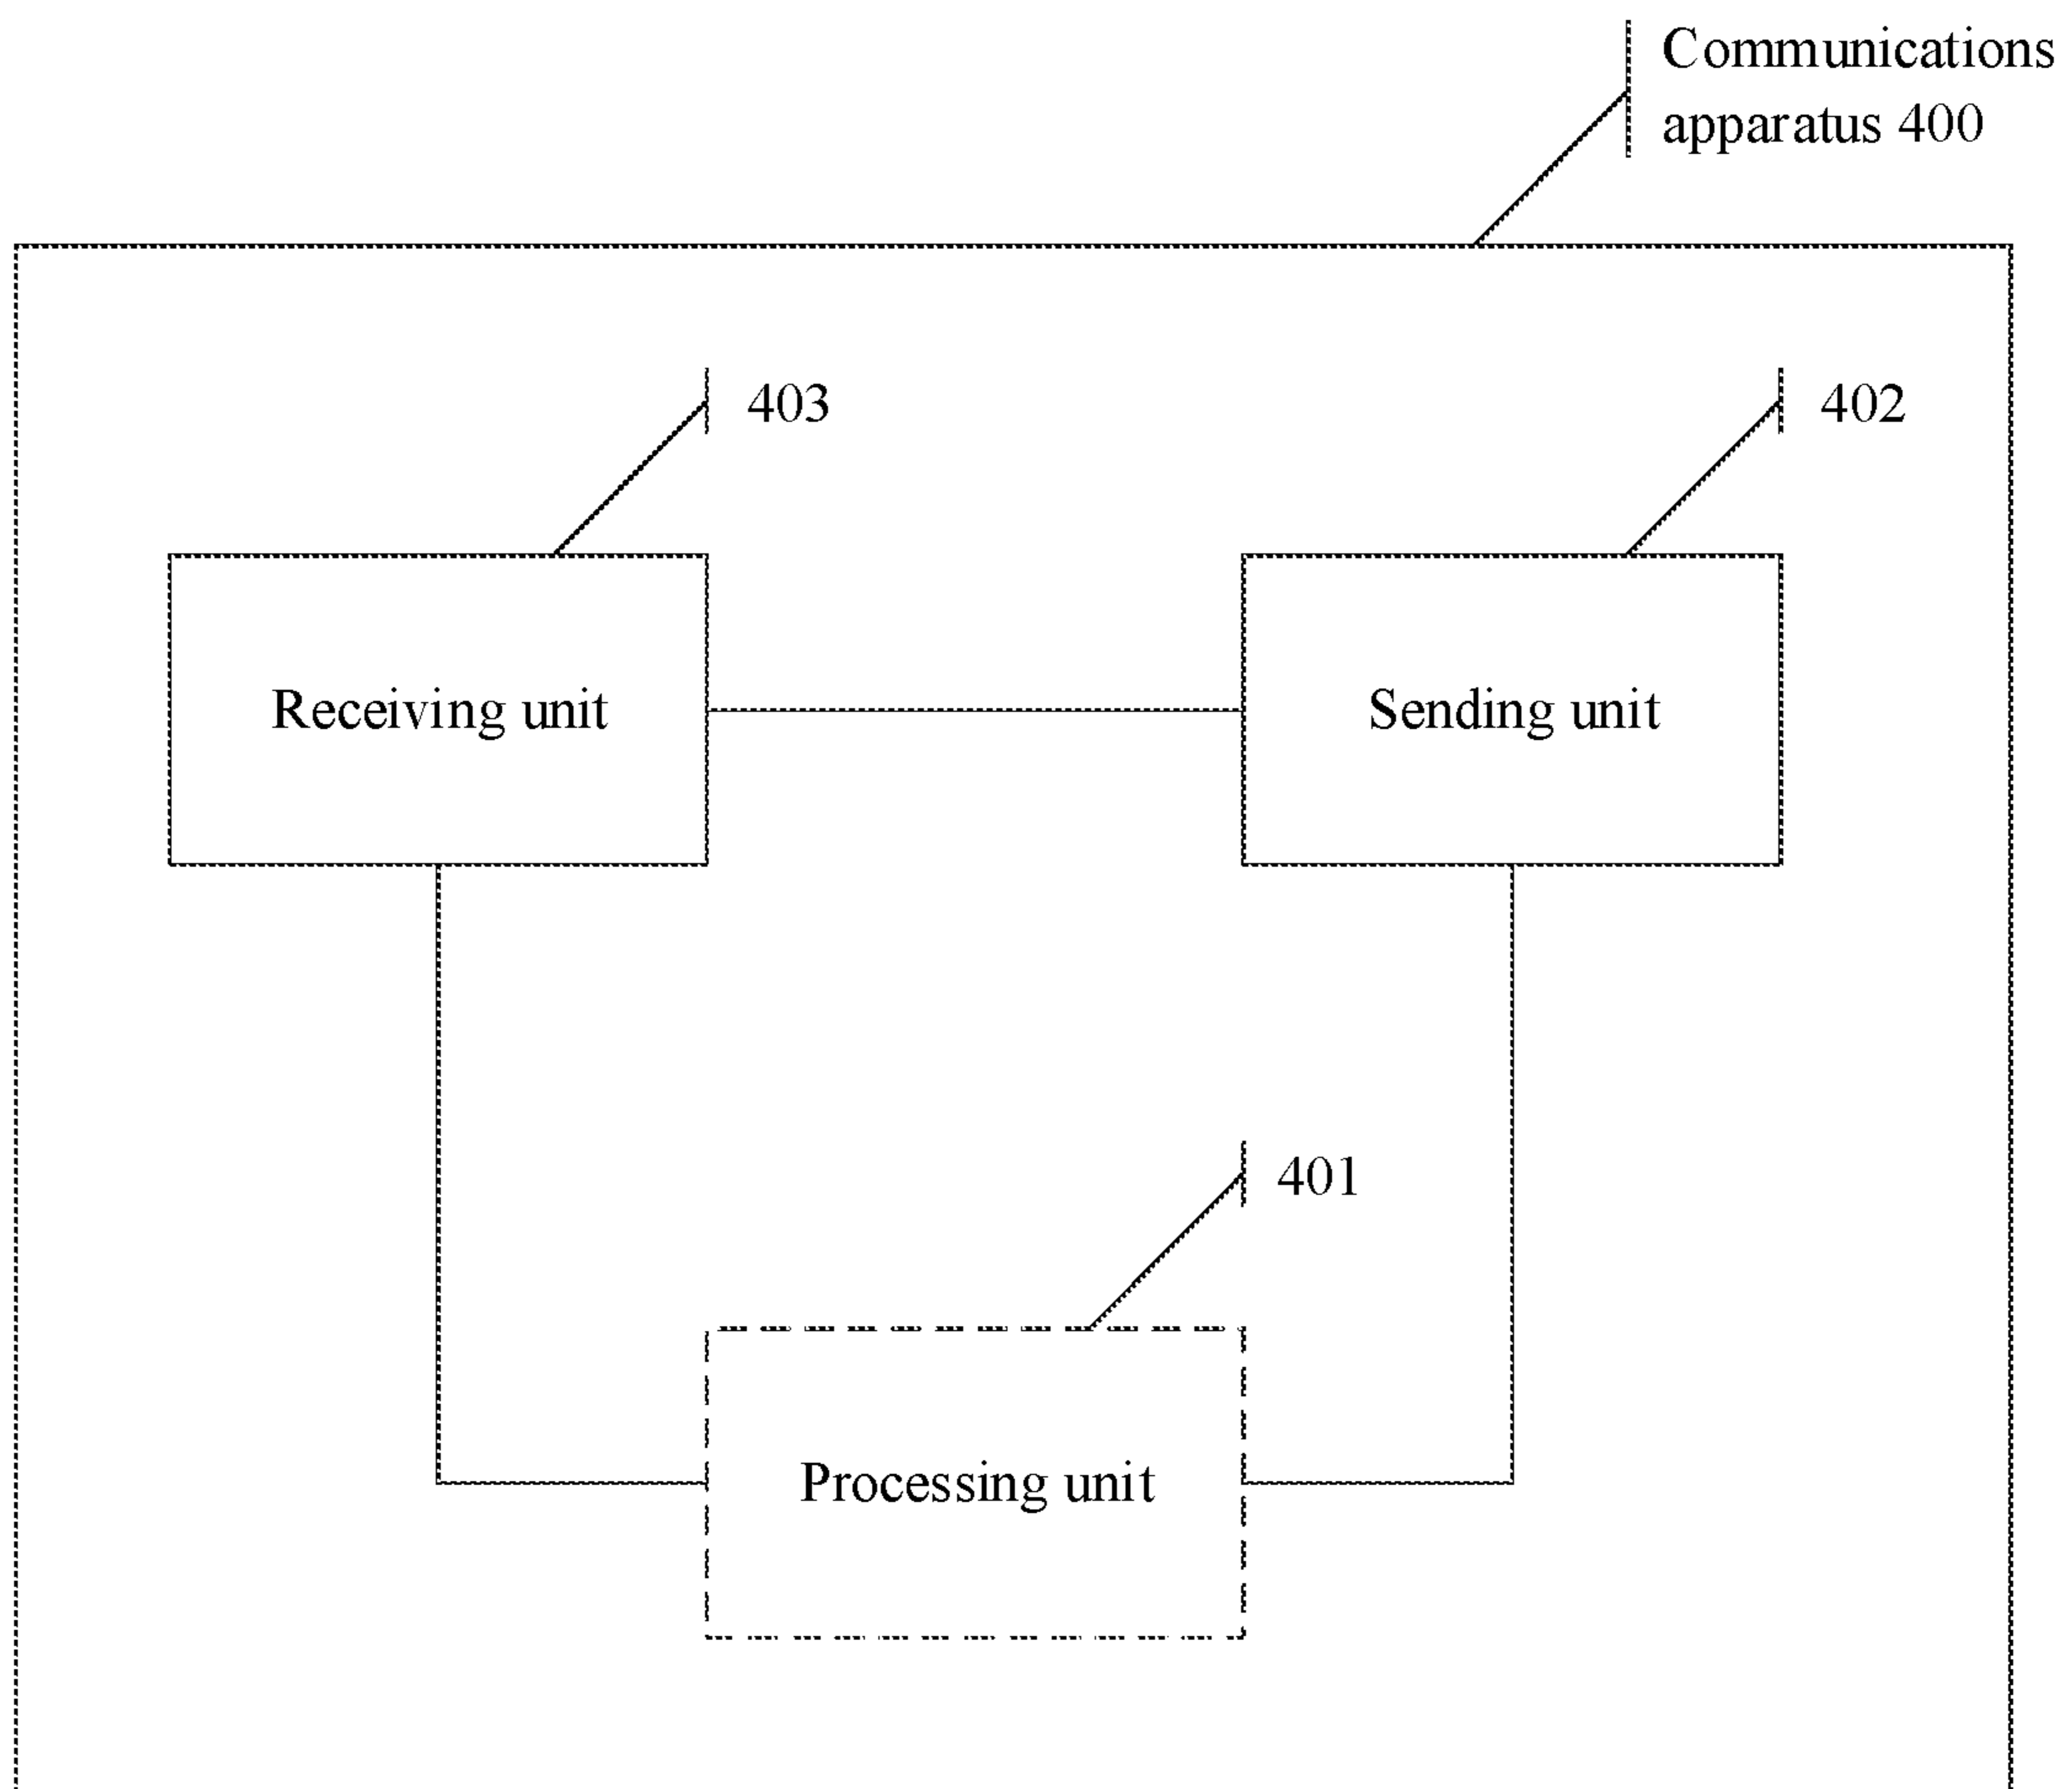 Communications
apparatus 400
403
402
Receiving unit
Sending unit
401
Processing unit